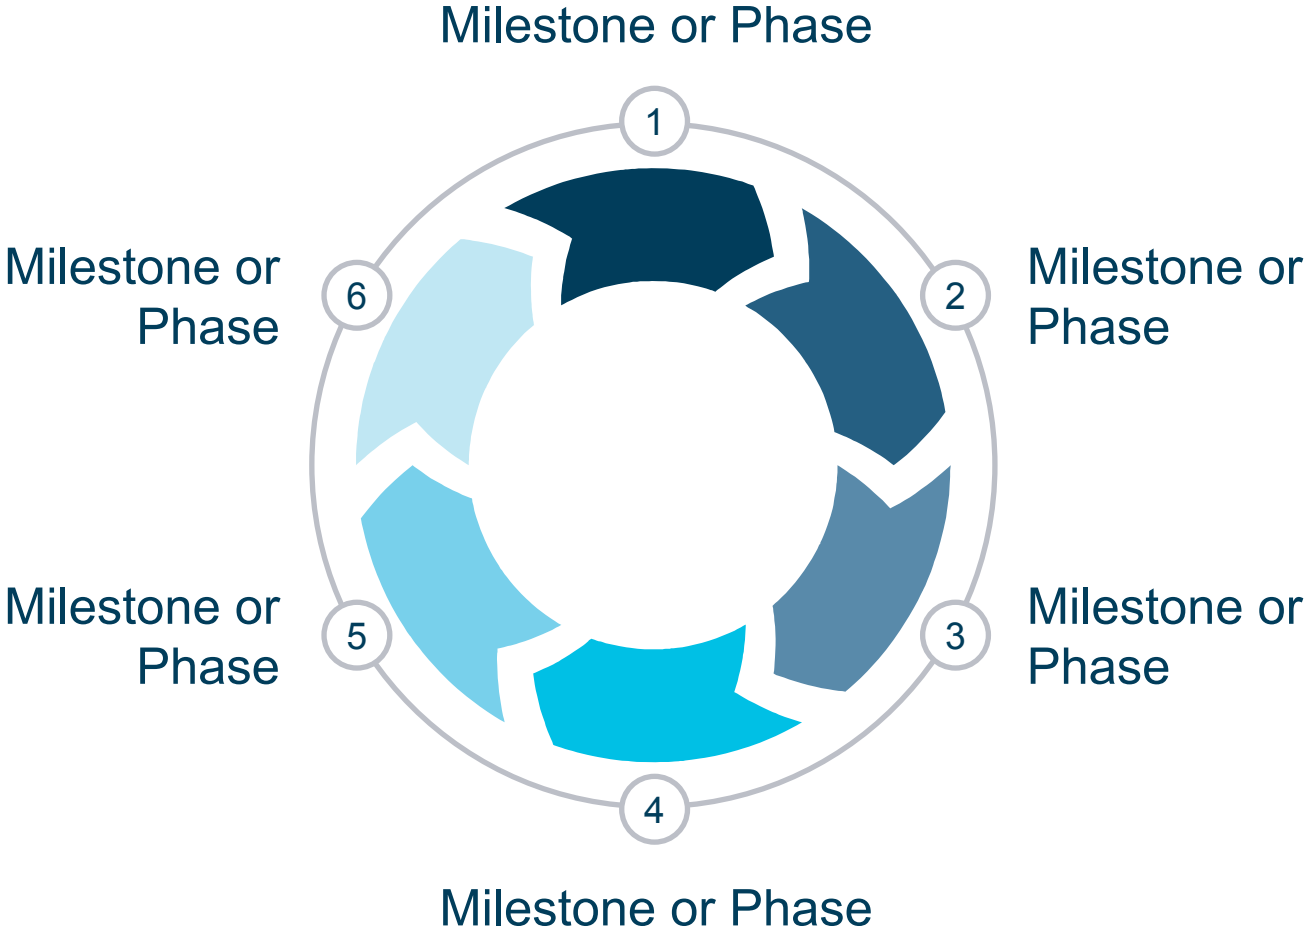 Milestone or Phase
1
Milestone or
Phase
6
2
Milestone or
Phase
Milestone or
Phase
5
3
Milestone or
Phase
4
Milestone or Phase